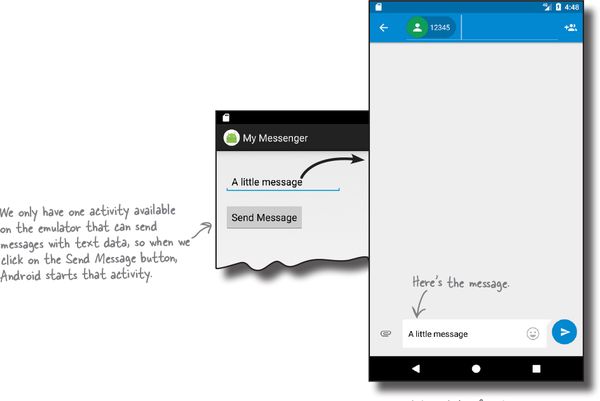 4:48
12345
My Messenger
A little message
Send Message
We only have one activity available
on the emulator that can send
messages with text data, so when we
click on the Send Message button,
Android starts that activity.
Here's the message.
A little message